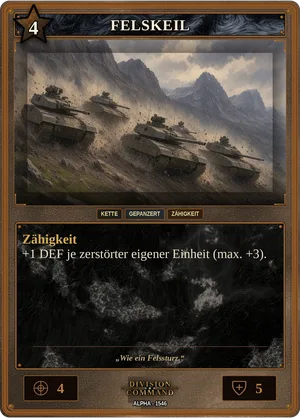 4
FELSKEIL
KETTE
GEPANZERT
ZÄHIGKEIT
Zähigkeit
+1 DEF je zerstörter eigener Einheit (max. +3).
„Wie ein Felssturz.“
4
DIVISION
COMMAND
ALPHA - 1546
5